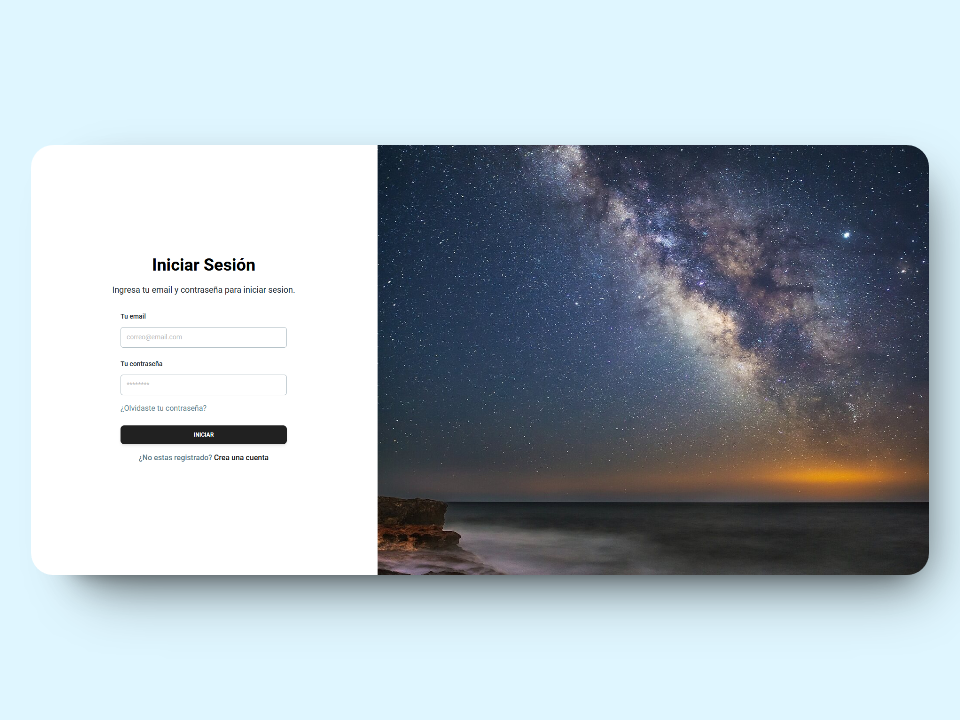 Iniciar Sesión
Ingresa tu email y contraseña para iniciar sesion.
Tu email
correo@email.com
Tu contraseña
********
¿Olvidaste tu contraseña?
INICIAR
¿No estas registrado? Crea una cuenta